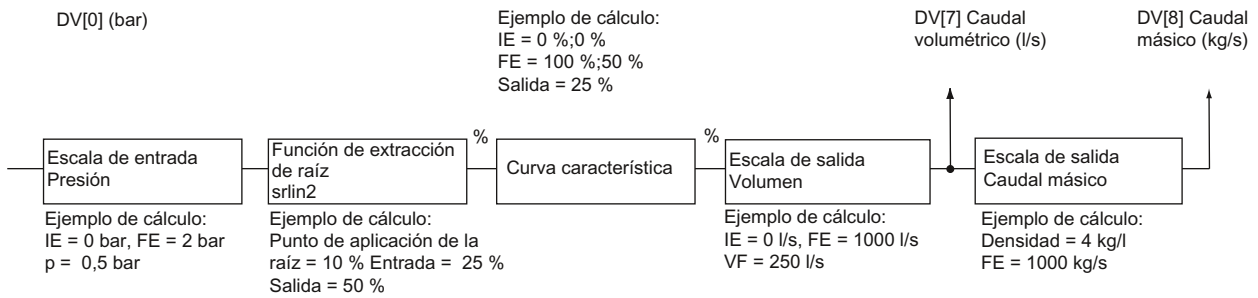 DV[0] (bar)
Ejemplo de cálculo:
IE = 0 %;0 %
FE = 100 %;50 %
Salida = 25 %
DV[7] Caudal
volumétrico (l/s)
DV[8] Caudal
másico (kg/s)
Escala de entrada
Presión
Función de extracción
de raíz
srlin2
%
Curva característica
%
Escala de salida
Volumen
Escala de salida
Caudal másico
Ejemplo de cálculo:
IE = 0 bar, FE = 2 bar
p = 0,5 bar
Ejemplo de cálculo:
Punto de aplicación de la
raíz = 10 % Entrada = 25 %
Salida = 50 %
Ejemplo de cálculo:
IE = 0 l/s, FE = 1000 l/s
VF = 250 l/s
Ejemplo de cálculo:
Densidad = 4 kg/l
FE = 1000 kg/s